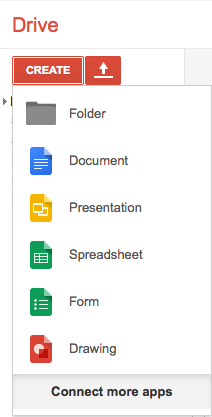 Drive
CREATE
Folder
Document
Presentation
Spreadsheet
Form
Drawing
Connect more apps